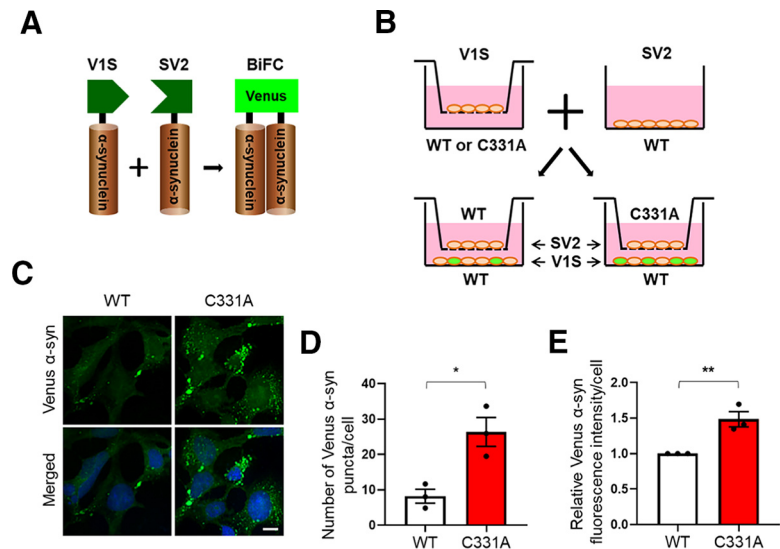 A
V1S SV2 BiFC
Venus
α-synuclein
α-synuclein
α-synuclein
α-synuclein
B
V1S SV2
WT or C331A WT
WT C331A
SV2
V1S
WT WT
C
WT C331A
Venus α-syn
Merged
D
Number of Venus α-syn
puncta/cell
40
30
20
10
0
*
WT C331A
E
Relative Venus α-syn
fluorescence intensity/cell
2.0
1.5
1.0
0.5
0.0
**
WT C331A